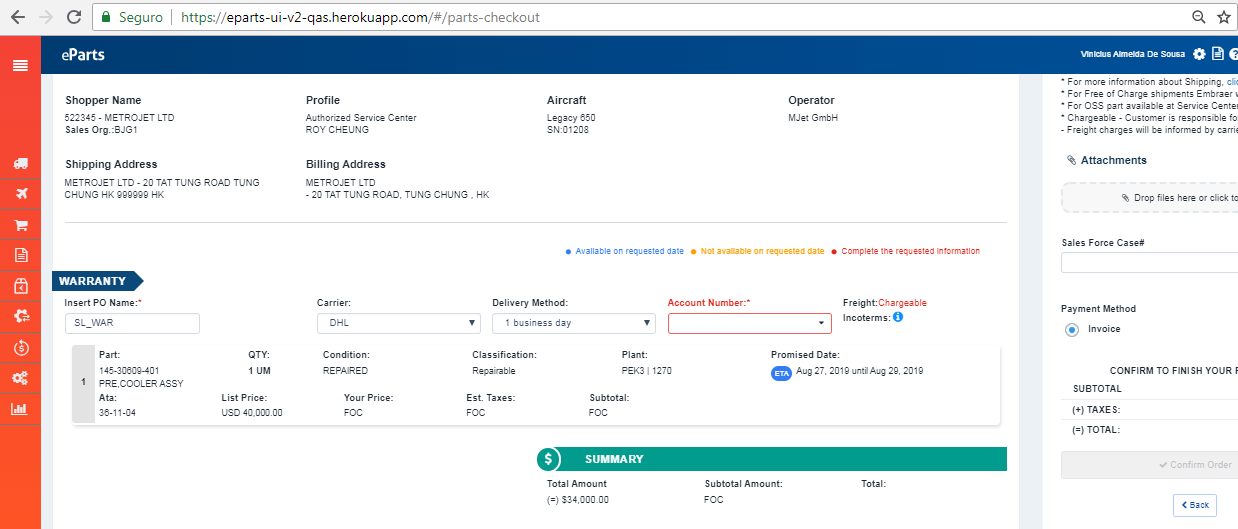 Seguro
https://eparts-ui-v2-qas.herokuapp.com/#/parts-checkout
eParts
Vinicius Almeida De Sousa
Shopper Name
522345 - METROJET LTD
Sales Org.:BJG1
Profile
Authorized Service Center
ROY CHEUNG
Aircraft
Legacy 650
SN:01208
Operator
MJet GmbH
Shipping Address
METROJET LTD - 20 TAT TUNG ROAD TUNG
CHUNG HK 999999 HK
Billing Address
METROJET LTD
- 20 TAT TUNG ROAD, TUNG CHUNG , HK
Available on requested date
Not available on requested date
Complete the requested information
WARRANTY
Insert PO Name:*
SL_WAR
Carrier:
DHL
Delivery Method:
1 business day
Account Number:*
Freight:Chargeable
Incoterms:
1
Part:
145-30609-401
PRE,COOLER ASSY
QTY:
1 UM
Condition:
REPAIRED
Classification:
Repairable
Plant:
PEK3 | 1270
Promised Date:
ETA Aug 27, 2019 until Aug 29, 2019
Ata:
36-11-04
List Price:
USD 40,000.00
Your Price:
FOC
Est. Taxes:
FOC
Subtotal:
FOC
$ SUMMARY
Total Amount
(=) $34,000.00
Subtotal Amount:
FOC
Total:
* For more information about Shipping, clic
* For Free of Charge shipments Embraer w
* For OSS part available at Service Center
* Chargeable - Customer is responsible fo
- Freight charges will be informed by carrie
Attachments
Drop files here or click to
Sales Force Case#
Payment Method
Invoice
CONFIRM TO FINISH YOUR
SUBTOTAL
(+) TAXES:
(=) TOTAL:
Confirm Order
Back